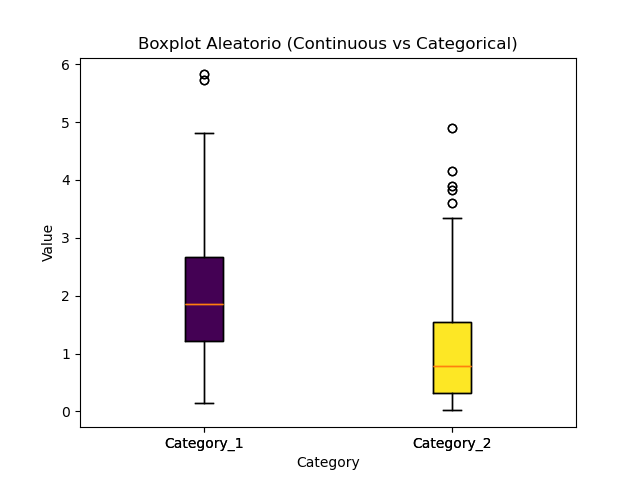 Boxplot Aleatorio (Continuous vs Categorical)
Value
6
5
4
3
2
1
0
Category_1
Category_2
Category